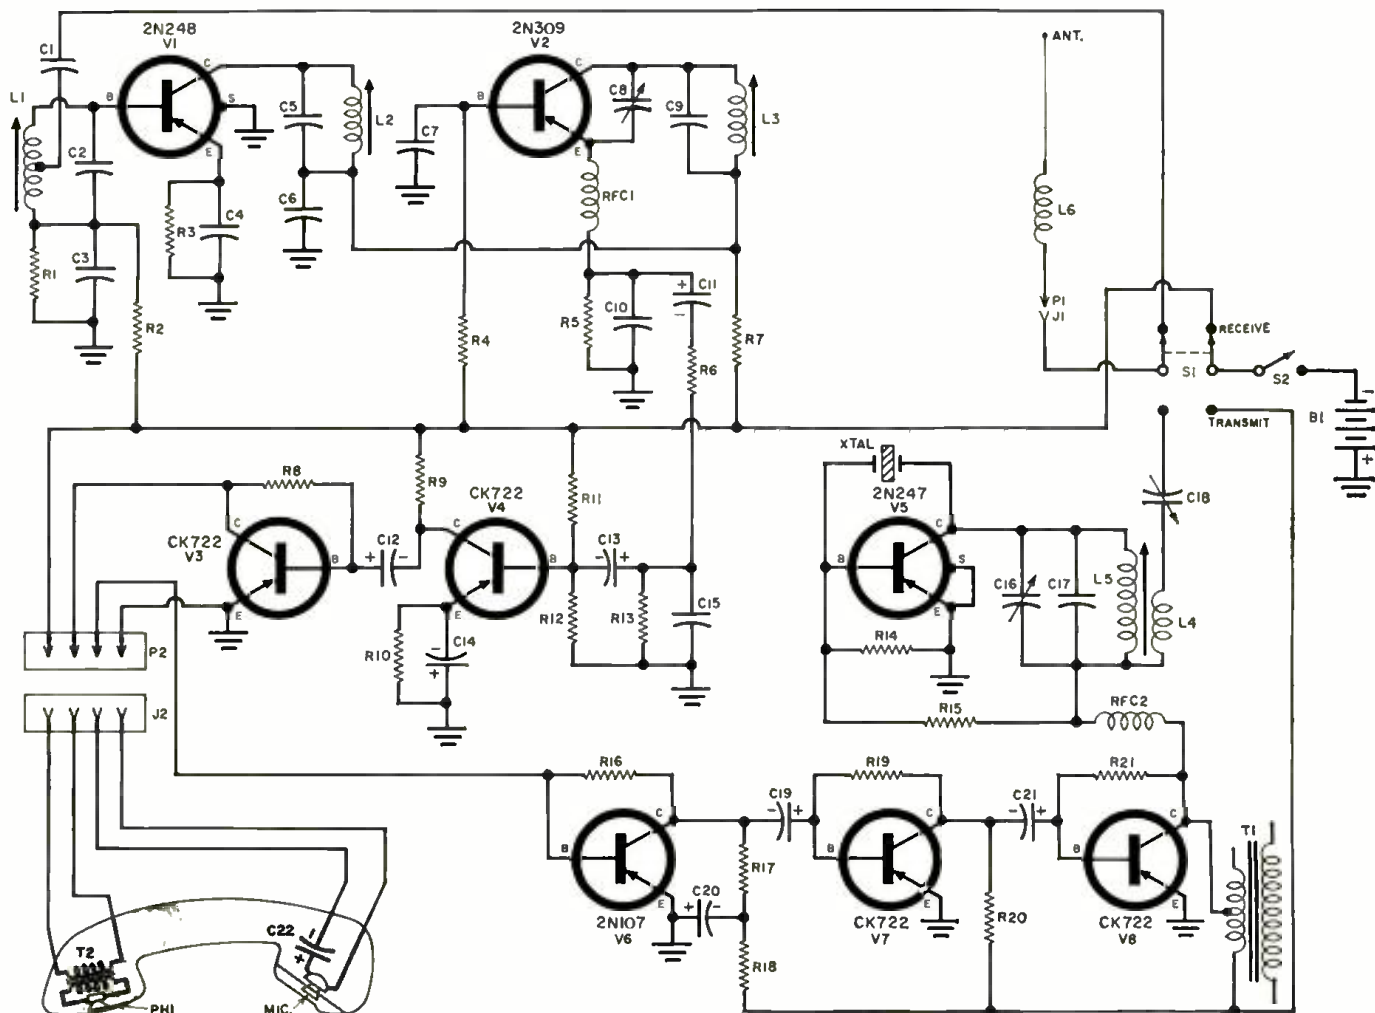 C1
2N248
V1
2N309
V2
ANT.
L1
B
C
S
E
C2
C5
L2
C7
B
C
E
C8
C9
L3
R3
C4
C6
RFC1
L6
R1
C3
R2
R4
R5
C10
+
C11
-
R6
R7
P1
J1
RECEIVE
S1
S2
-
B1
+
TRANSMIT
R8
R9
CK722
V4
R11
XTAL
2N247
V5
C18
CK722
V3
C
B
E
+
C12
-
C
B
E
-
C13
+
B
C
S
E
C16
C17
L5
L4
R10
-
C14
+
R12
R13
C15
R14
P2
J2
R15
RFC2
R16
C19
-
+
R19
C21
-
+
R21
B
C
E
R17
+
C20
-
B
C
E
R20
B
C
E
T1
2N107
V6
R18
CK722
V7
CK722
V8
T2
PH1
C22
-
+
MIC.